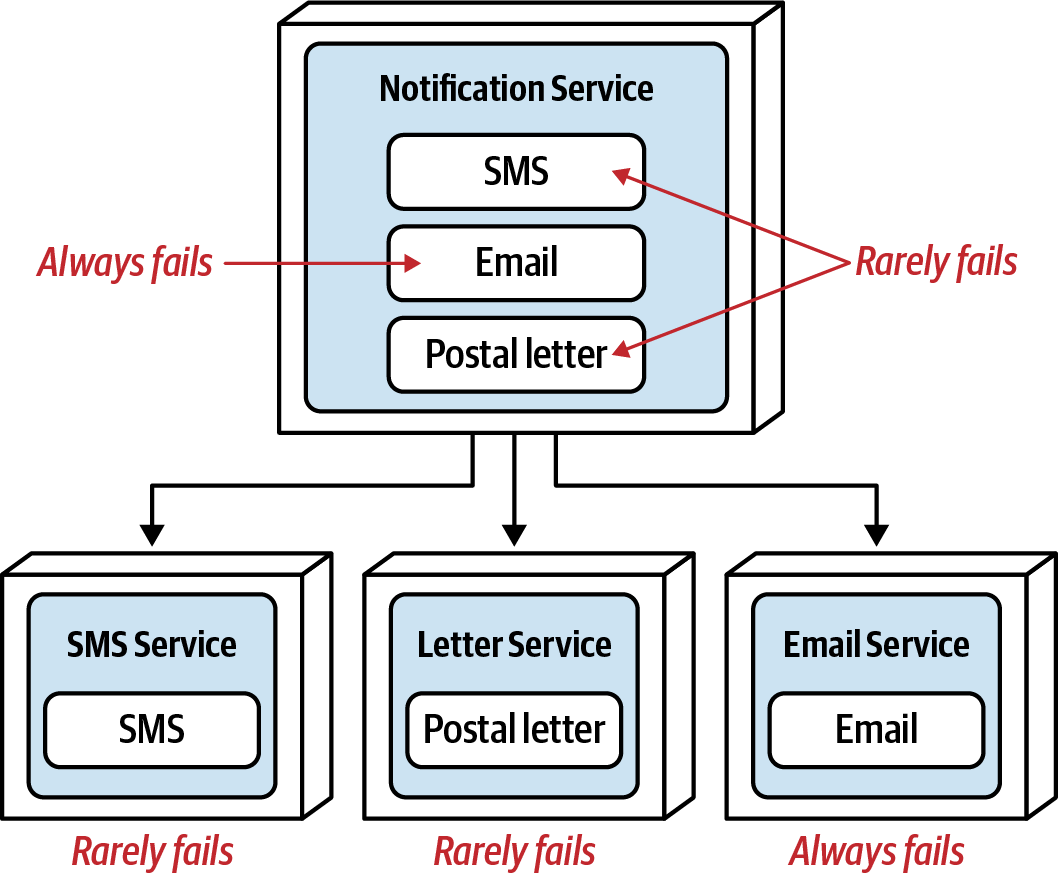 Notification Service
SMS
Always fails
Email
Rarely fails
Postal letter
SMS Service
SMS
Rarely fails
Letter Service
Postal letter
Rarely fails
Email Service
Email
Always fails